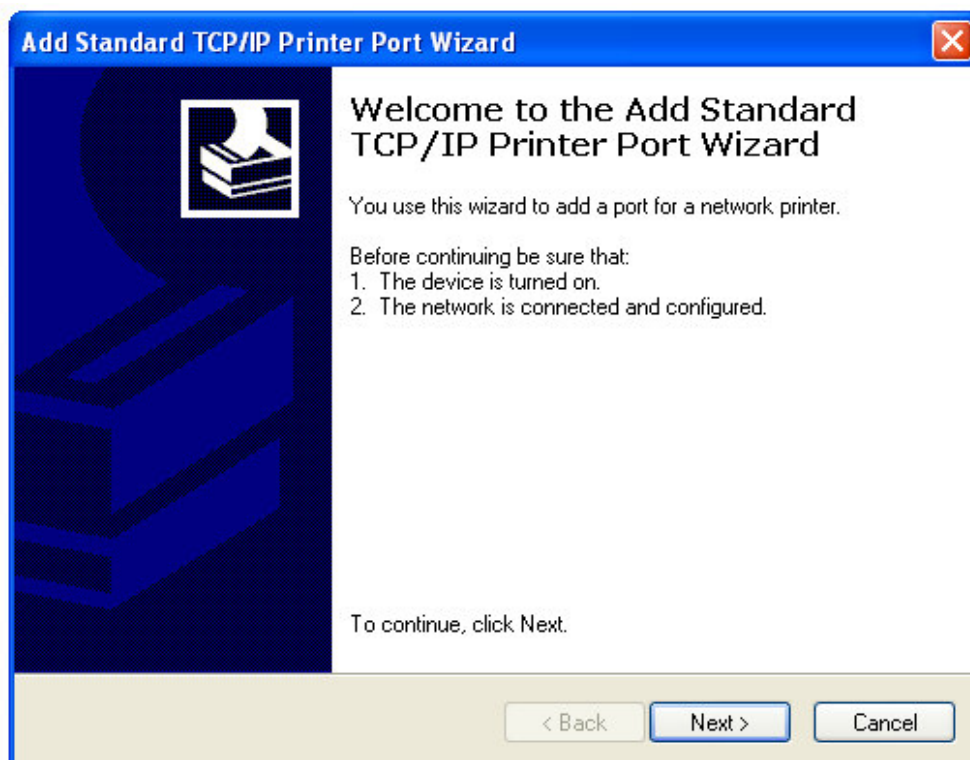 Add Standard TCP/IP Printer Port Wizard
Welcome to the Add Standard
TCP/IP Printer Port Wizard
You use this wizard to add a port for a network printer.
Before continuing be sure that:
1. The device is turned on.
2. The network is connected and configured.
To continue, click Next.
< Back Next > Cancel